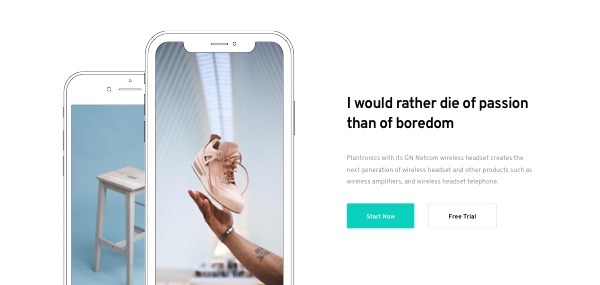 I would rather die of passion
than of boredom
Plantronics with its GN Netcom wireless headset creates the
next generation of wireless headset and other products such as
wireless amplifiers, and wireless headset telephone.
Start Now
Free Trial